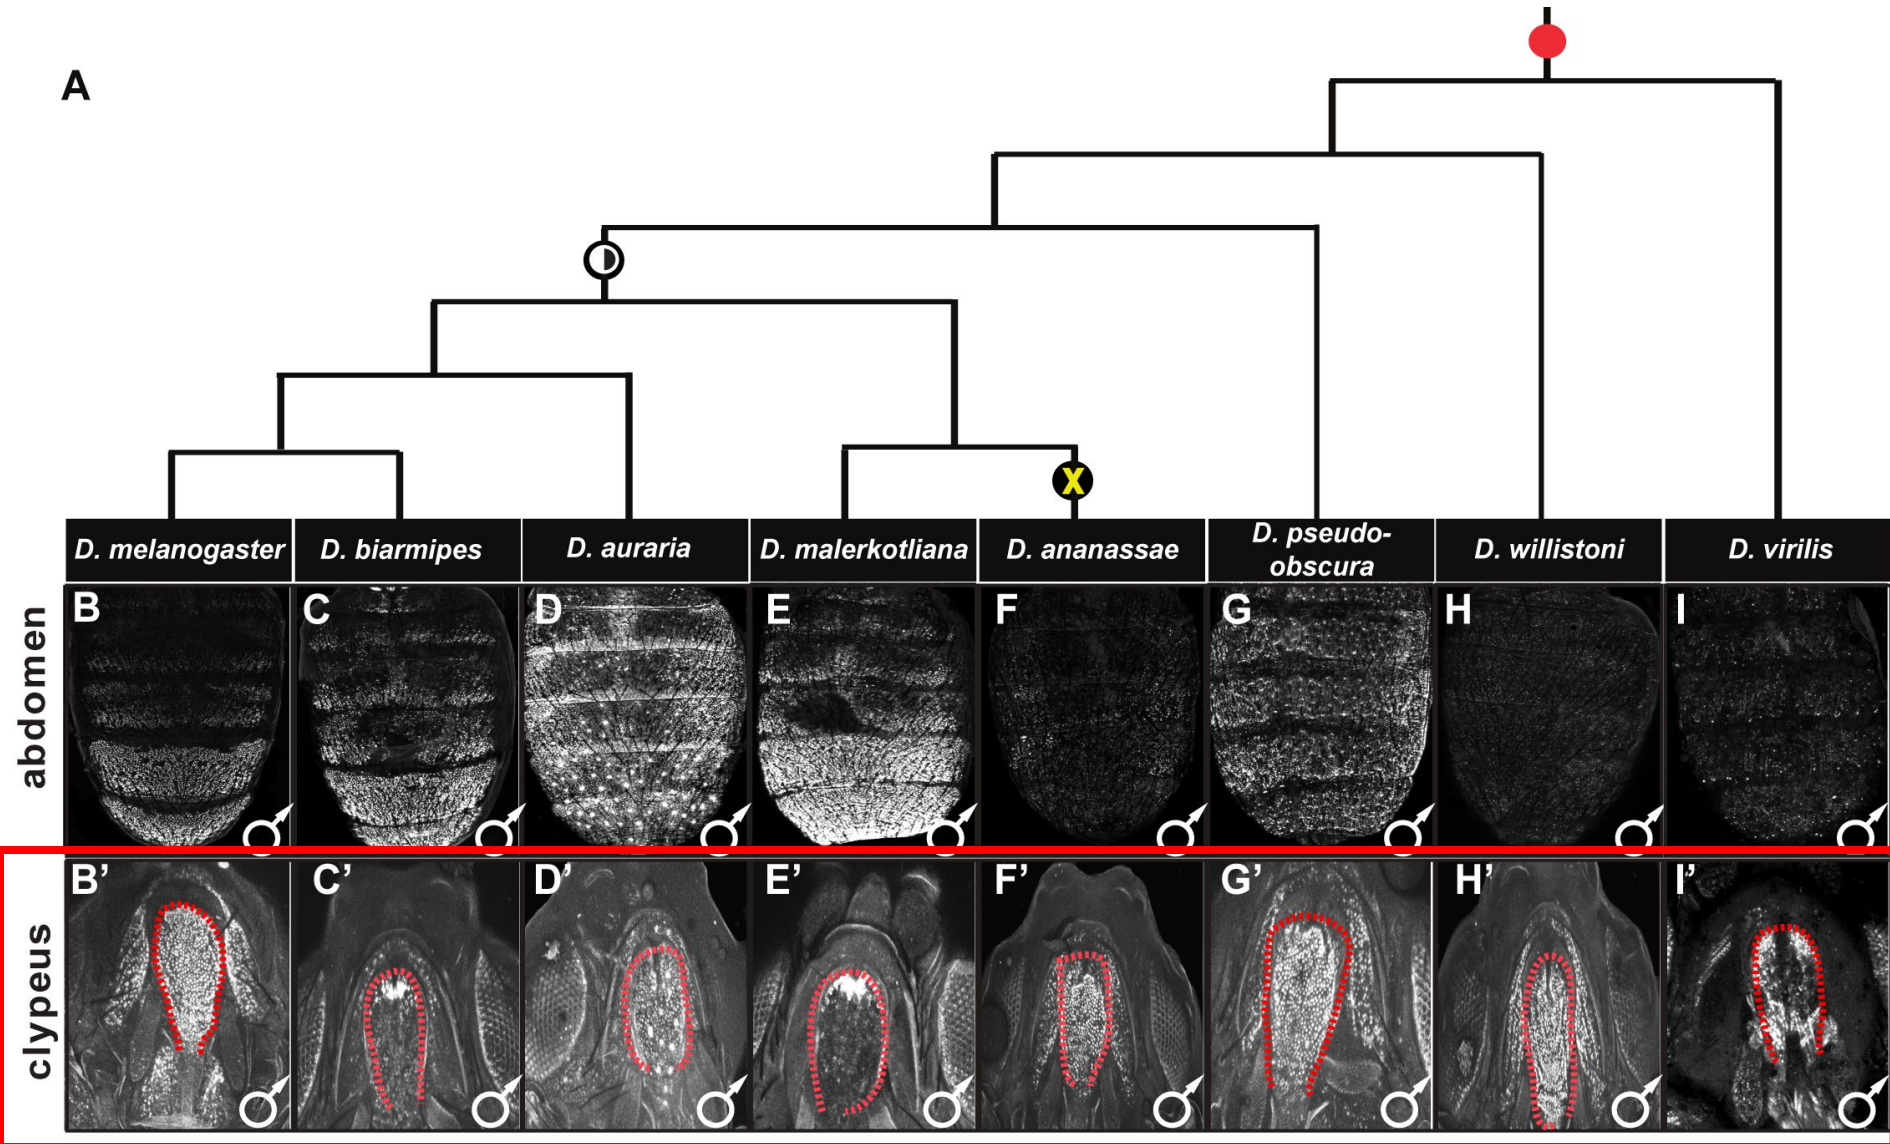 A
X
D. melanogaster
D. biarmipes
D. auraria
D. malerkotliana
D. ananassae
D. pseudo-
obscura
D. willistoni
D. virilis
abdomen
B
C
D
E
F
G
H
I
clypeus
B’
C’
D’
E’
F’
G’
H’
I’